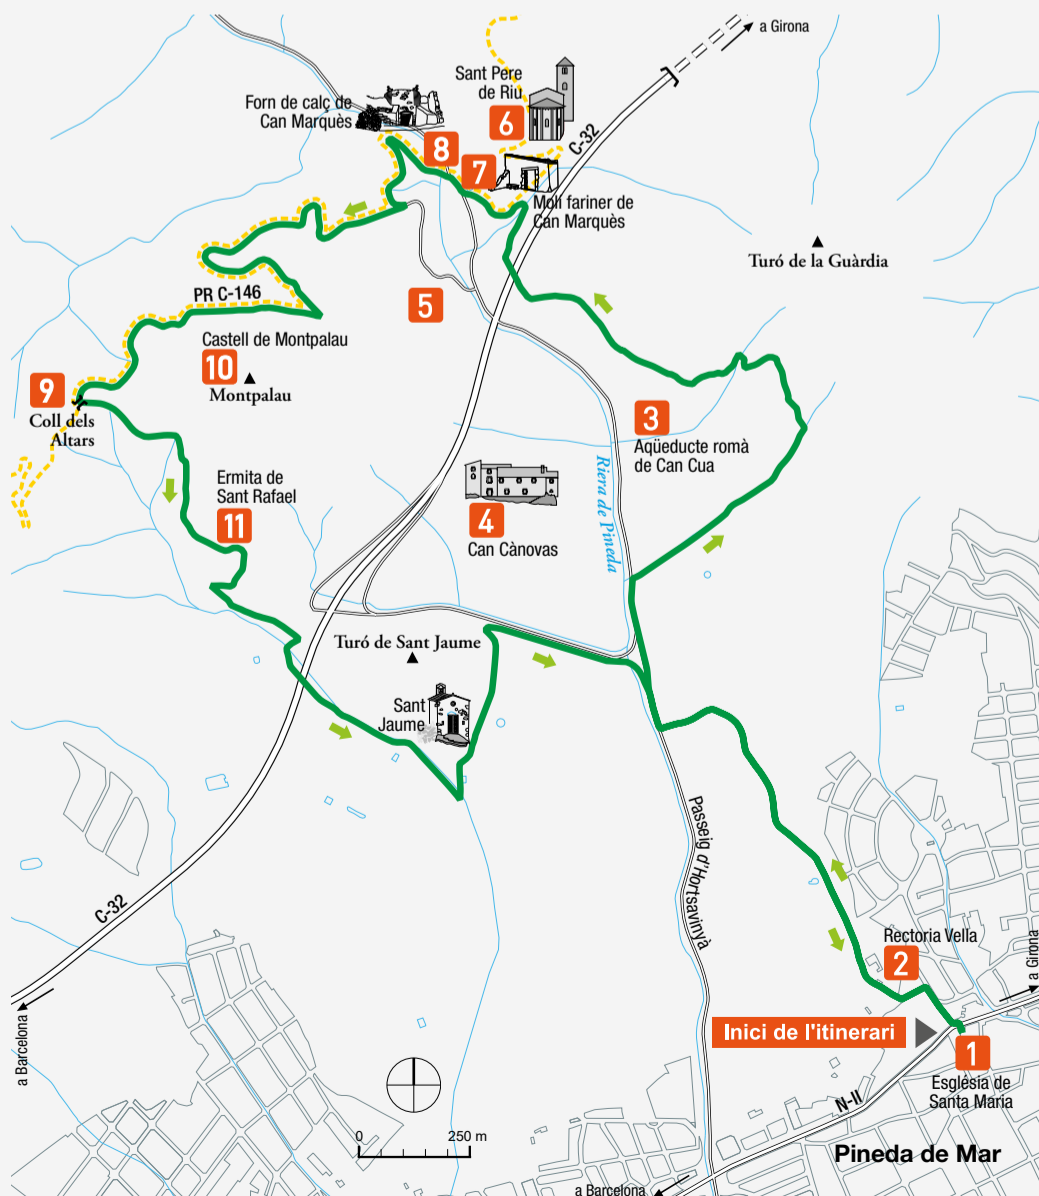 a Girona
Sant Pere
de Riu
6
Forn de calç de
Can Marquès
8
7
C-32
Molí fariner de
Can Marquès
Turó de la Guàrdia
PR C-146
5
Castell de Montpalau
10
Montpalau
9
Coll dels
Altars
3
Aqüeducte romà
de Can Cua
Riera de Pineda
Ermita de
Sant Rafael
11
4
Can Cànovas
Turó de Sant Jaume
Sant
Jaume
Passeig d'Hortsavinyà
C-32
a Barcelona
Rectoria Vella
2
a Girona
Inici de l'itinerari
1
Església de
Santa Maria
N-II
0 250 m
Pineda de Mar
a Barcelona